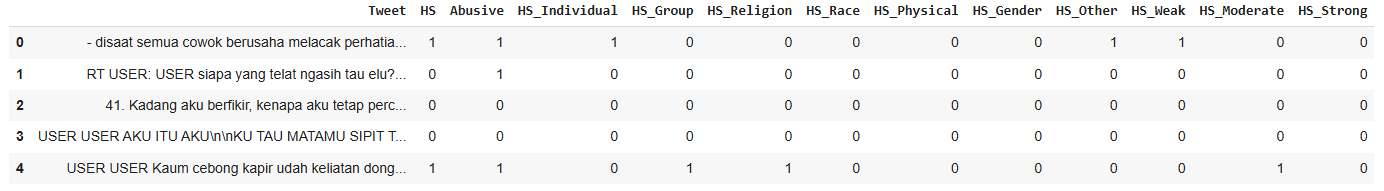 Tweet HS Abusive HS_Individual HS_Group HS_Religion HS_Race HS_Physical HS_Gender HS_Other HS_Weak HS_Moderate HS_Strong
0 - disaat semua cowok berusaha melacak perhatia... 1 1 1 0 0 0 0 0 1 1 0 0
1 RT USER: USER siapa yang telat ngasih tau elu?... 0 1 0 0 0 0 0 0 0 0 0 0
2 41. Kadang aku berfikir, kenapa aku tetap perc... 0 0 0 0 0 0 0 0 0 0 0 0
3 USER USER AKU ITU AKU\n\nKU TAU MATAMU SIPIT T... 0 0 0 0 0 0 0 0 0 0 0 0
4 USER USER Kaum cebong kapir udah keliatan dong... 1 1 0 1 1 0 0 0 0 0 1 0